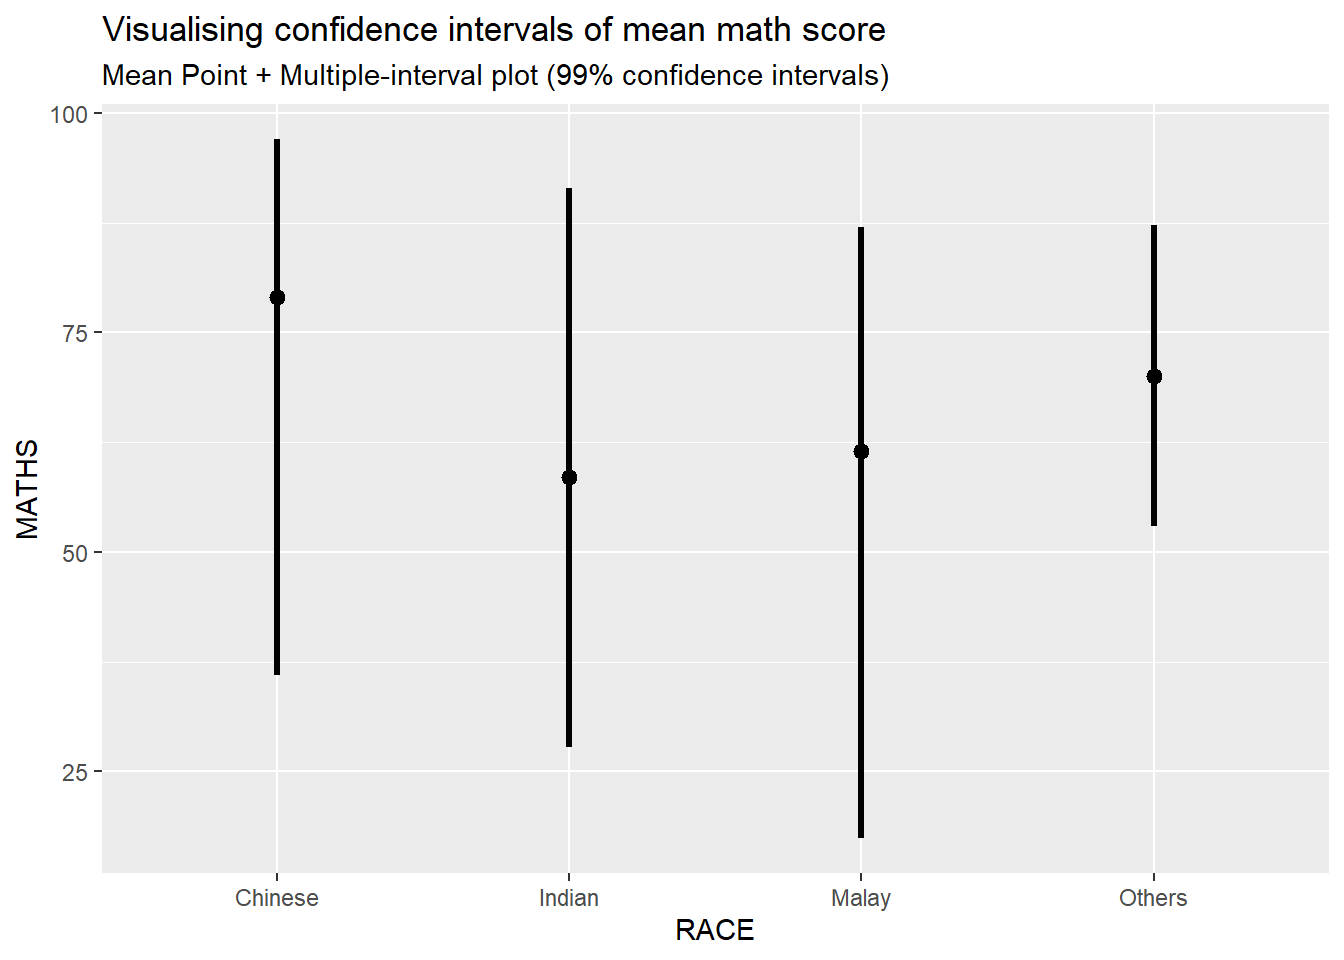 Visualising confidence intervals of mean math score
Mean Point + Multiple-interval plot (99% confidence intervals)
100
75
50
25
MATHS
Chinese Indian Malay Others
RACE